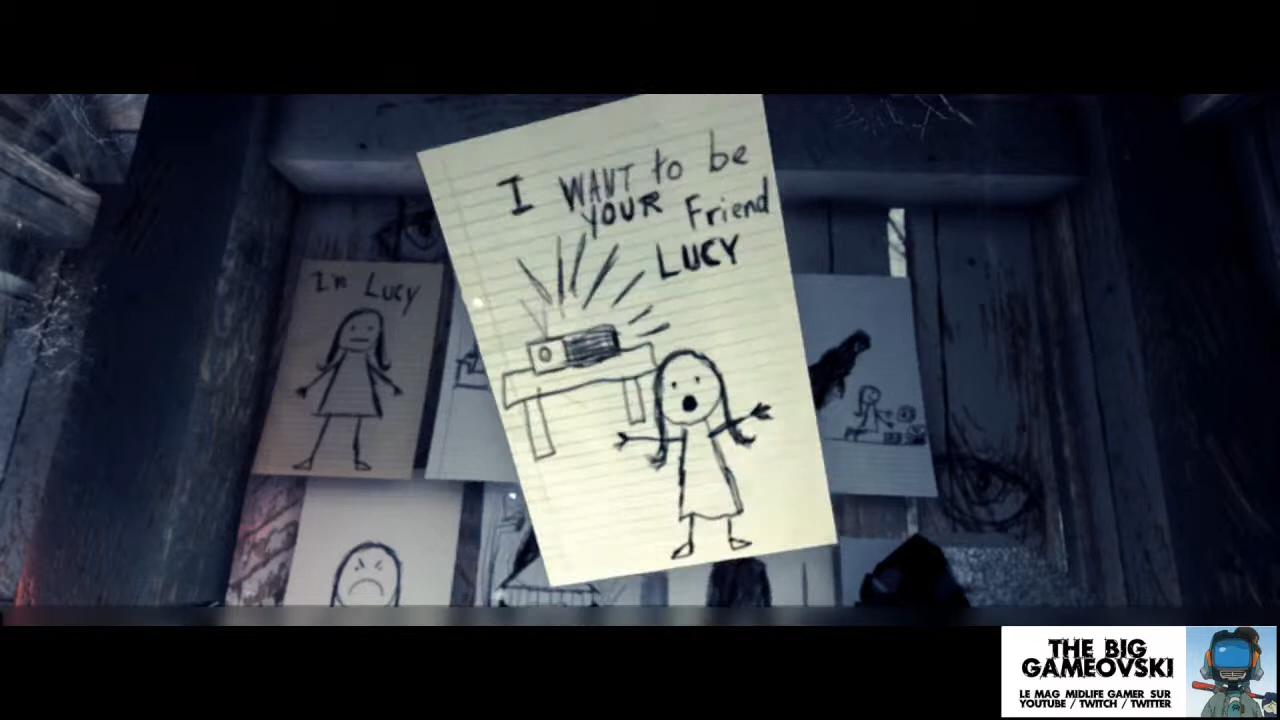 I WANT to be
YOUR Friend
LUCY
I'm Lucy
THE BIG
GAMEOVSKI
LE MAG MIDLIFE GAMER SUR
YOUTUBE / TWITCH / TWITTER